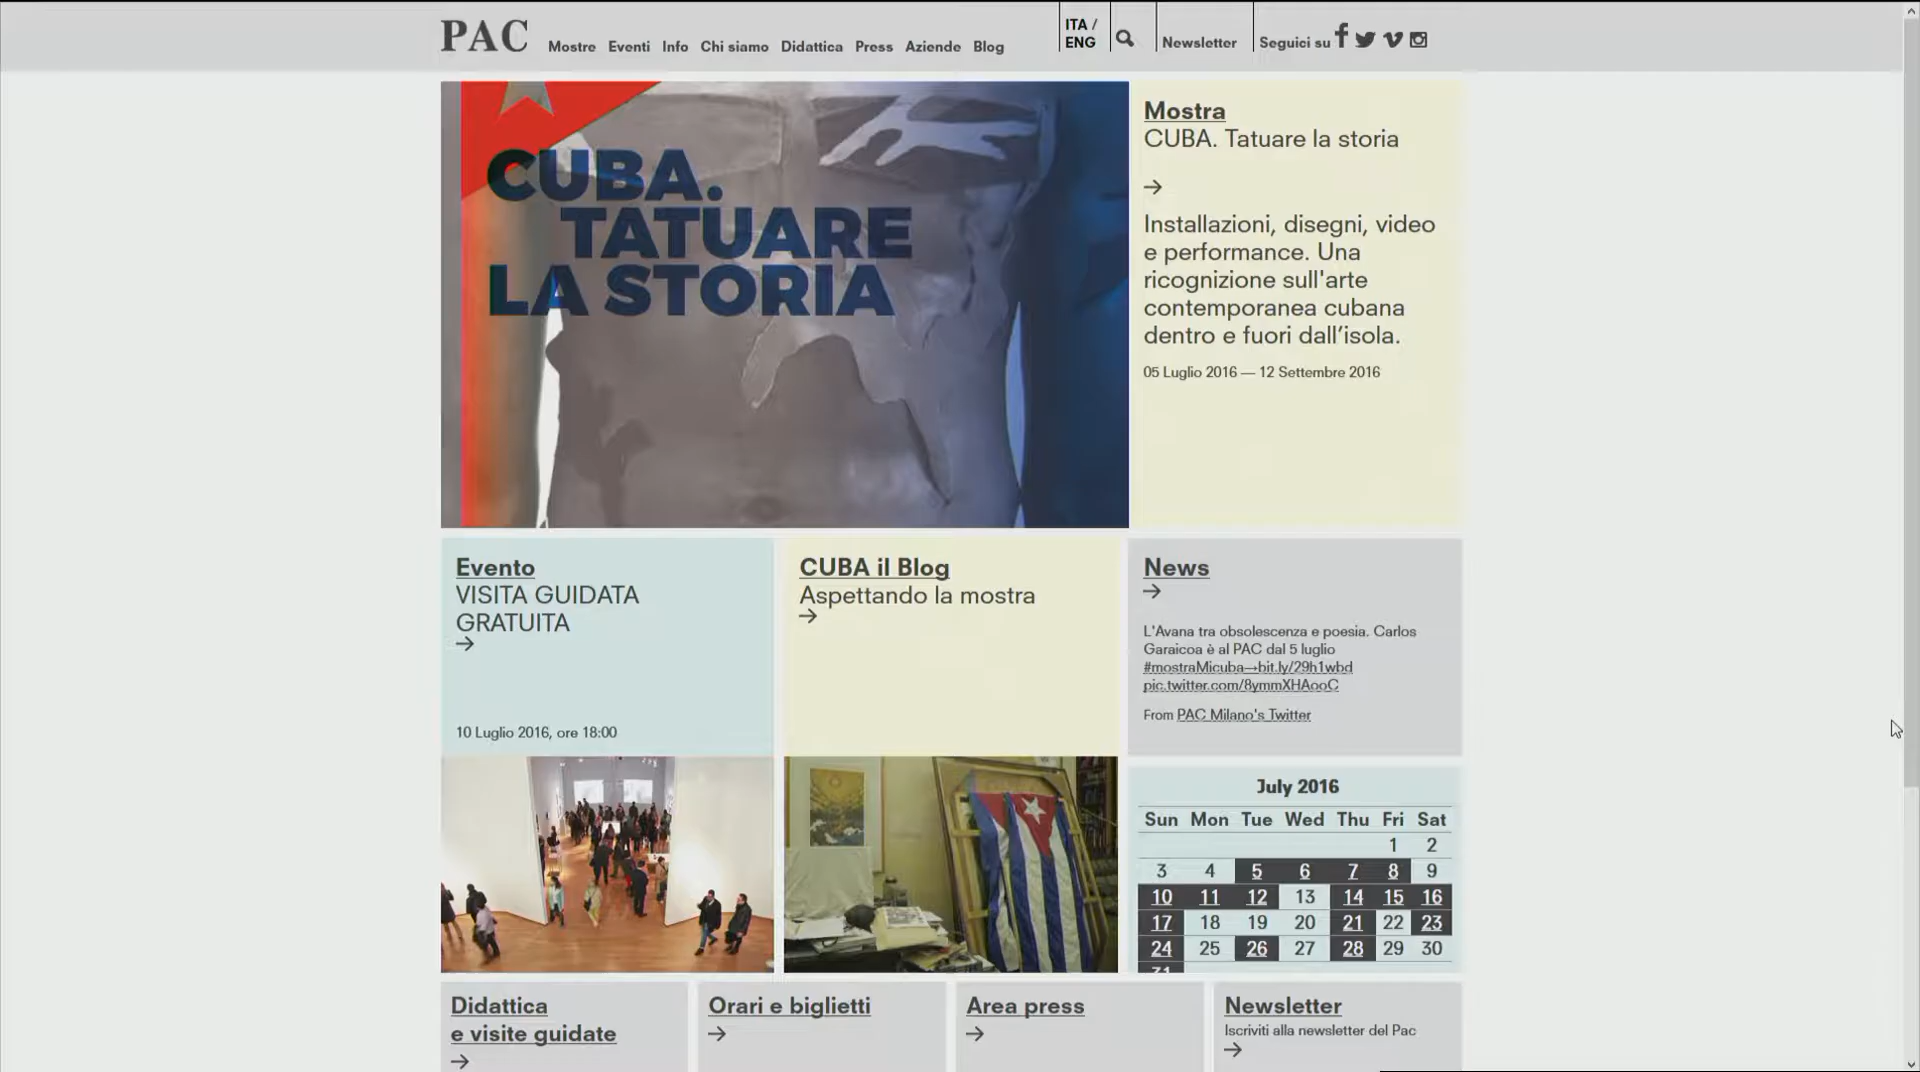 PAC
Mostre Eventi Info Chi siamo Didattica Press Aziende Blog
ITA /
ENG
Newsletter
Seguici su
CUBA.
TATUARE
LA STORIA
Mostra
CUBA. Tatuare la storia
→
Installazioni, disegni, video
e performance. Una
ricognizione sull'arte
contemporanea cubana
dentro e fuori dall’isola.
05 Luglio 2016 — 12 Settembre 2016
Evento
VISITA GUIDATA
GRATUITA
→
10 Luglio 2016, ore 18:00
CUBA il Blog
Aspettando la mostra
→
News
→
L'Avana tra obsolescenza e poesia. Carlos
Garaicoa è al PAC dal 5 luglio
#mostraMicuba→bit.ly/29h1wbd
pic.twitter.com/8ymmXHAooC
From PAC Milano's Twitter
July 2016
Sun Mon Tue Wed Thu Fri Sat
1 2
3 4 5 6 7 8 9
10 11 12 13 14 15 16
17 18 19 20 21 22 23
24 25 26 27 28 29 30
31
Didattica
e visite guidate
→
Orari e biglietti
→
Area press
→
Newsletter
Iscriviti alla newsletter del Pac
→